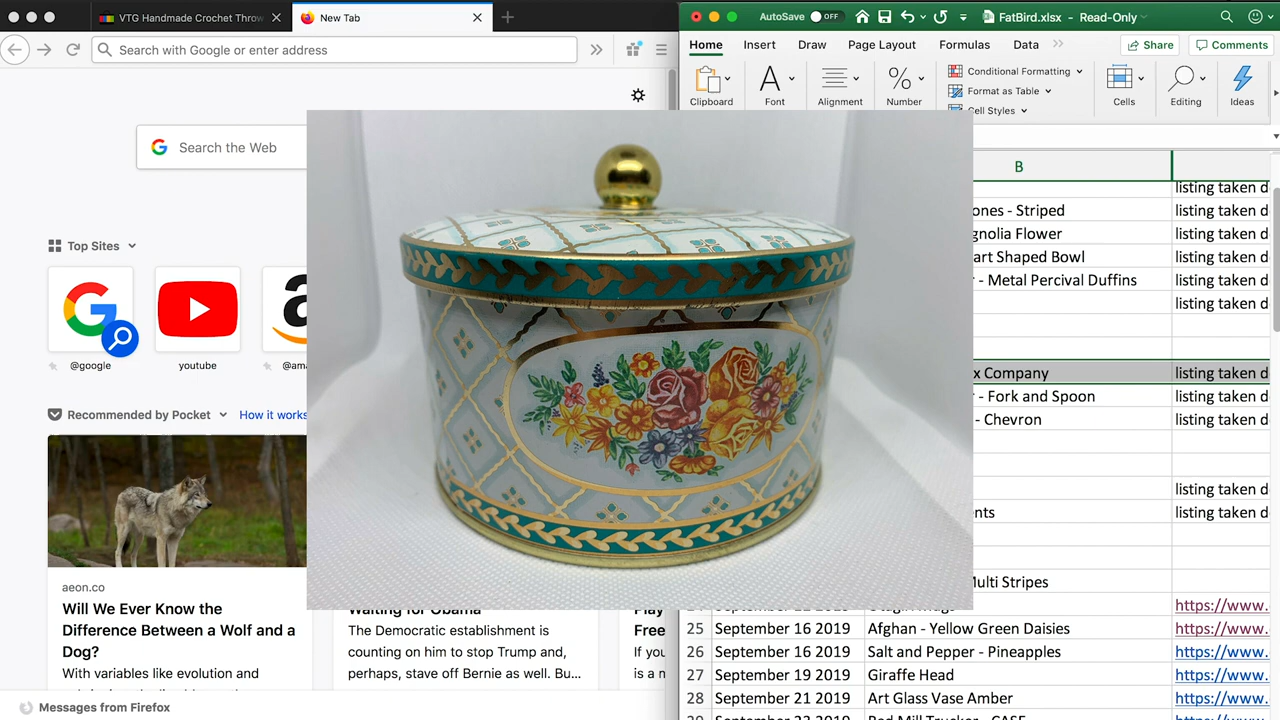 VTG Handmade Crochet Throw
New Tab
Search with Google or enter address
Search the Web
Top Sites
@google
youtube
Recommended by Pocket
How it works
aeon.co
Will We Ever Know the
Difference Between a Wolf and a
Dog?
With variables like evolution and
Waiting for Obama
The Democratic establishment is
counting on him to stop Trump and,
perhaps, stave off Bernie as well. Bu...
Play
Free
If you
is a n
Messages from Firefox
AutoSave OFF
FatBird.xlsx - Read-Only
Home Insert Draw Page Layout Formulas Data
Share
Comments
Clipboard
Font
Alignment
Number
Conditional Formatting
Format as Table
Cell Styles
Cells
Editing
Ideas
B
listing taken d
ones - Striped listing taken d
gnolia Flower listing taken d
art Shaped Bowl listing taken d
- Metal Percival Duffins listing taken d
listing taken d
x Company listing taken d
- Fork and Spoon listing taken d
- Chevron listing taken d
listing taken d
nts listing taken d
Multi Stripes
https://www.
25 September 16 2019 Afghan - Yellow Green Daisies https://www.
26 September 16 2019 Salt and Pepper - Pineapples https://www.
27 September 19 2019 Giraffe Head https://www.
28 September 21 2019 Art Glass Vase Amber https://www.